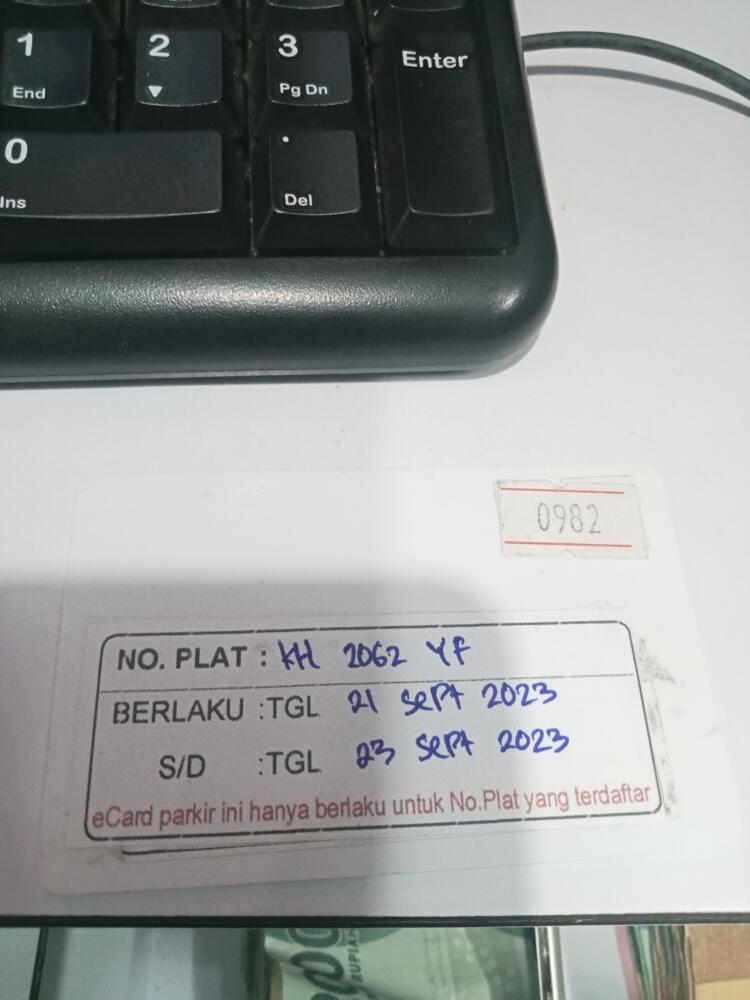 1 2 3 Enter
End ▼ Pg Dn
0 .
Ins Del
0982
NO. PLAT : KH 2062 YF
BERLAKU :TGL 21 Sept 2023
S/D :TGL 23 Sept 2023
eCard parkir ini hanya berlaku untuk No.Plat yang terdaftar
RUPIAH